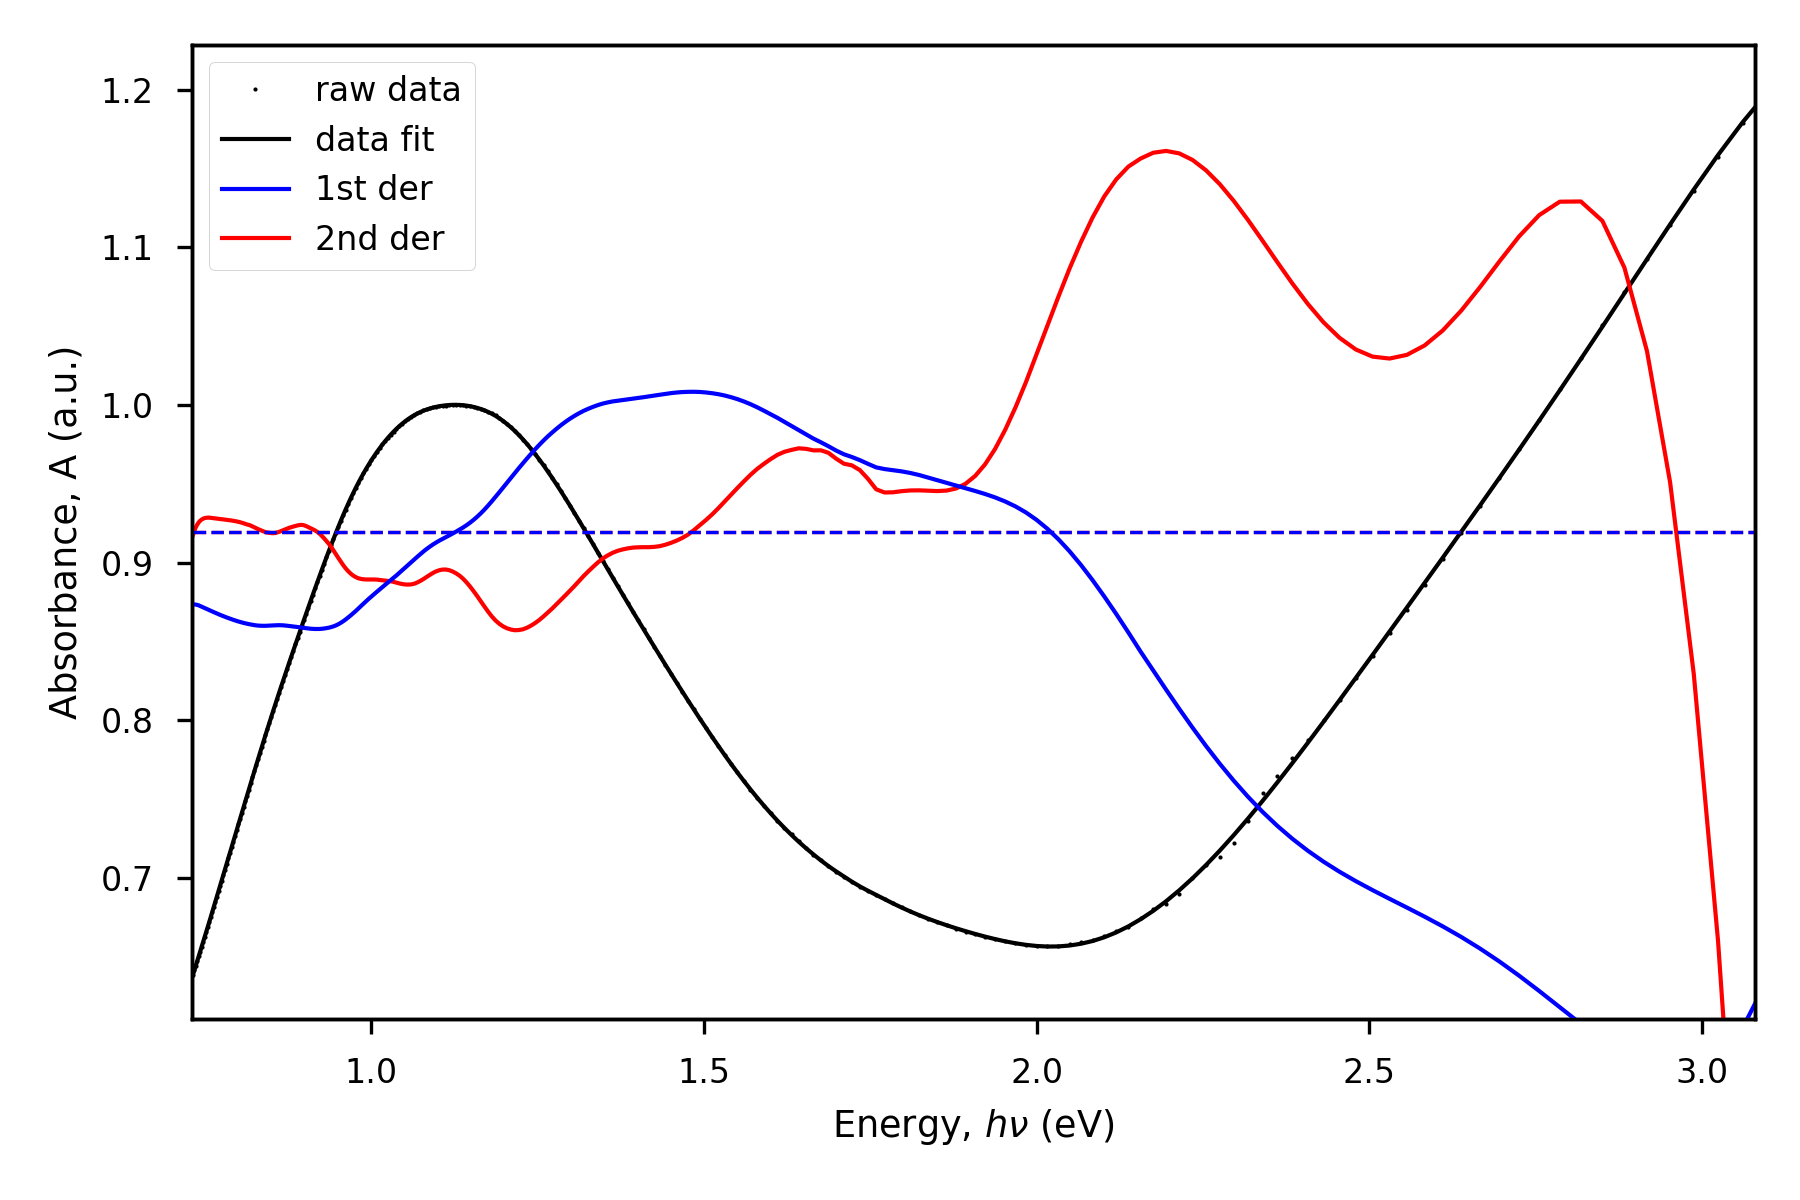 raw data
data fit
1st der
2nd der
1.2
1.1
1.0
0.9
0.8
0.7
Absorbance, A (a.u.)
1.0 1.5 2.0 2.5 3.0
Energy, hν (eV)